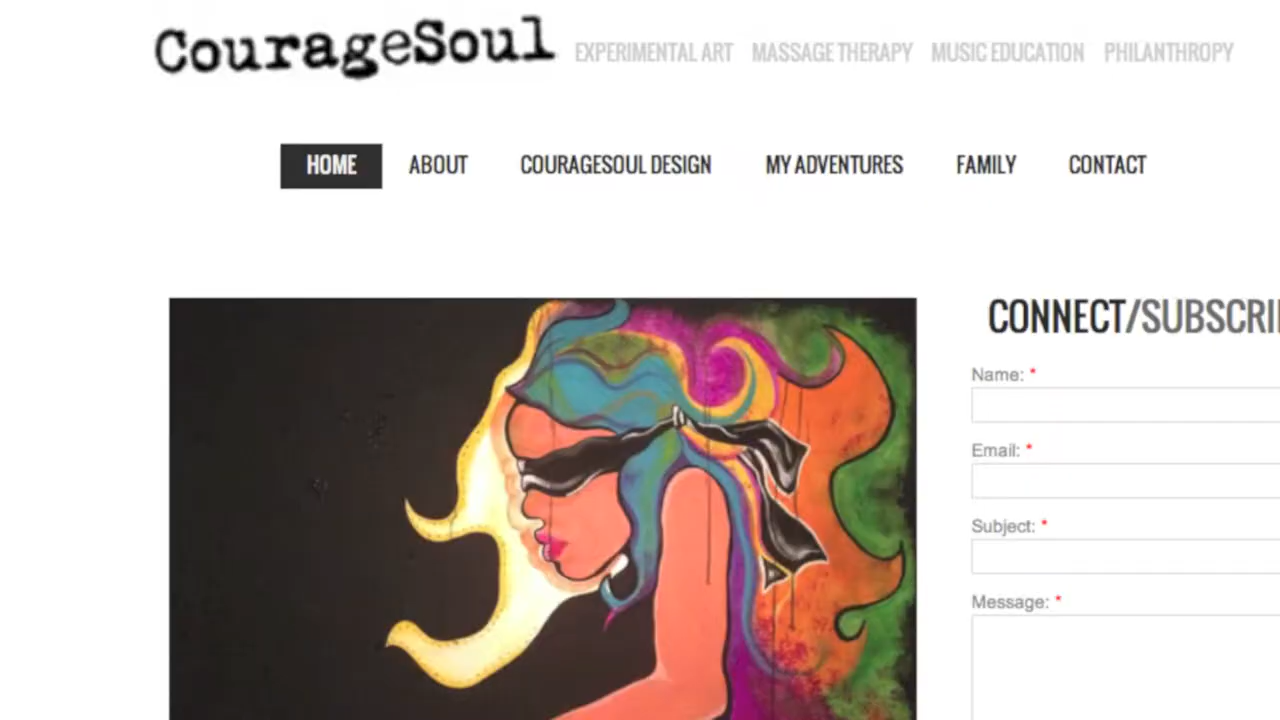 CourageSoul EXPERIMENTAL ART MASSAGE THERAPY MUSIC EDUCATION PHILANTHROPY
HOME ABOUT COURAGESOUL DESIGN MY ADVENTURES FAMILY CONTACT
CONNECT/SUBSCRI
Name: *
Email: *
Subject: *
Message: *